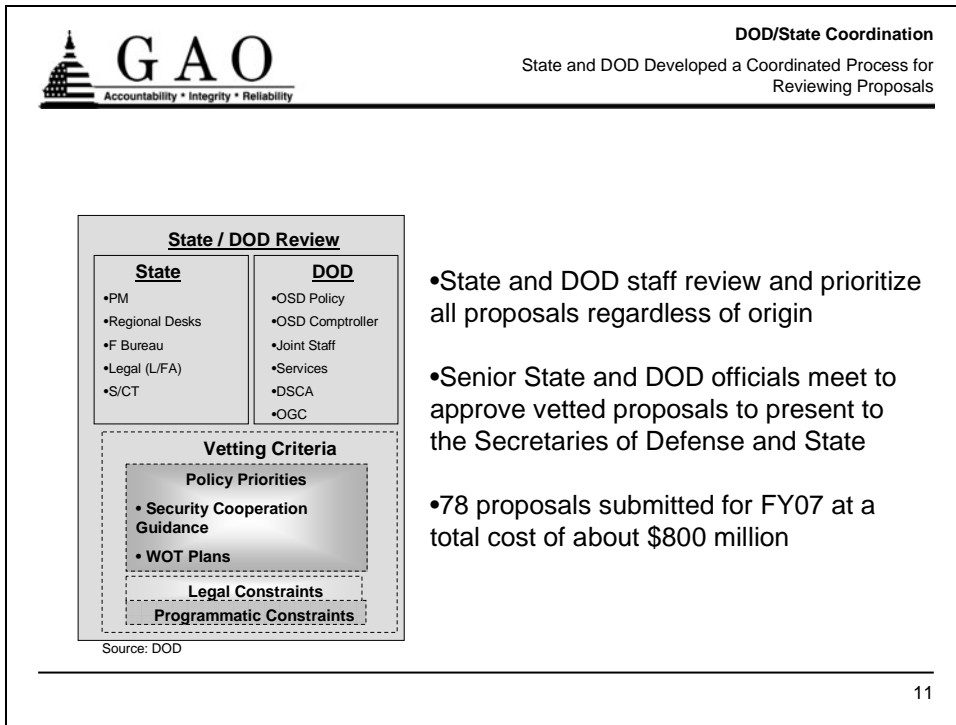 GAO
Accountability * Integrity * Reliability
DOD/State Coordination
State and DOD Developed a Coordinated Process for
Reviewing Proposals
State / DOD Review
State
•PM
•Regional Desks
•F Bureau
•Legal (L/FA)
•S/CT
DOD
•OSD Policy
•OSD Comptroller
•Joint Staff
•Services
•DSCA
•OGC
Vetting Criteria
Policy Priorities
• Security Cooperation
Guidance
• WOT Plans
Legal Constraints
Programmatic Constraints
Source: DOD
•State and DOD staff review and prioritize
all proposals regardless of origin
•Senior State and DOD officials meet to
approve vetted proposals to present to
the Secretaries of Defense and State
•78 proposals submitted for FY07 at a
total cost of about $800 million
11